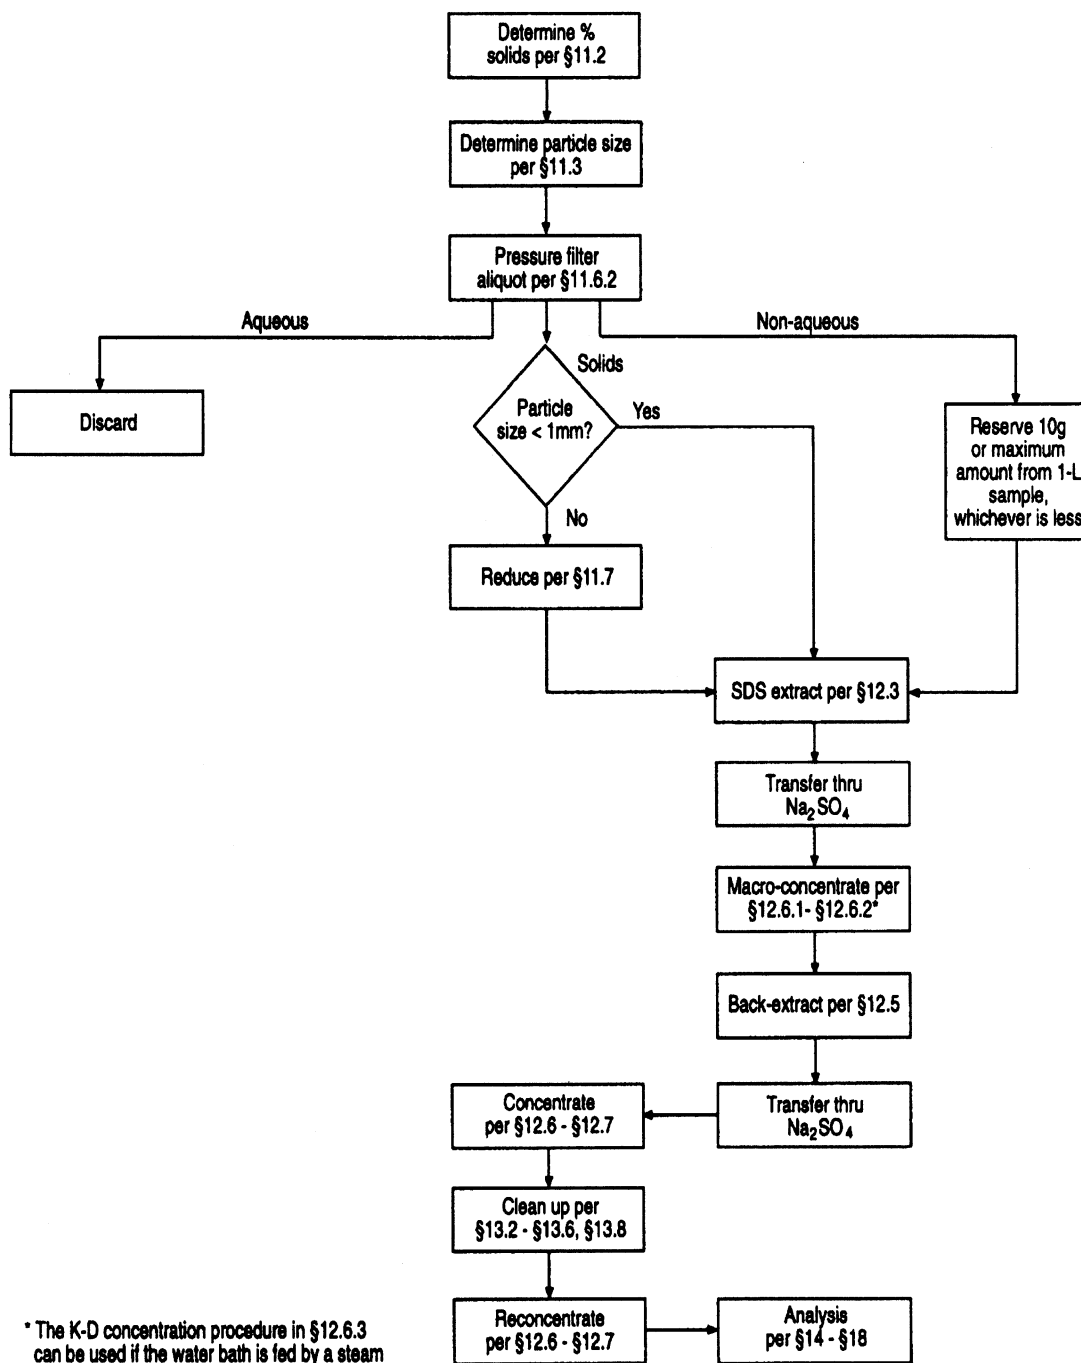 Determine %
solids per §11.2
Determine particle size
per §11.3
Pressure filter
aliquot per §11.6.2
Aqueous
Non-aqueous
Solids
Discard
Particle
size < 1mm?
Yes
Reserve 10g
or maximum
amount from 1-L
sample,
whichever is less
No
Reduce per §11.7
SDS extract per §12.3
Transfer thru
Na₂SO₄
Macro-concentrate per
§12.6.1- §12.6.2*
Back-extract per §12.5
Transfer thru
Na₂SO₄
Concentrate
per §12.6 - §12.7
Clean up per
§13.2 - §13.6, §13.8
Reconcentrate
per §12.6 - §12.7
Analysis
per §14 - §18
* The K-D concentration procedure in §12.6.3
can be used if the water bath is fed by a steam